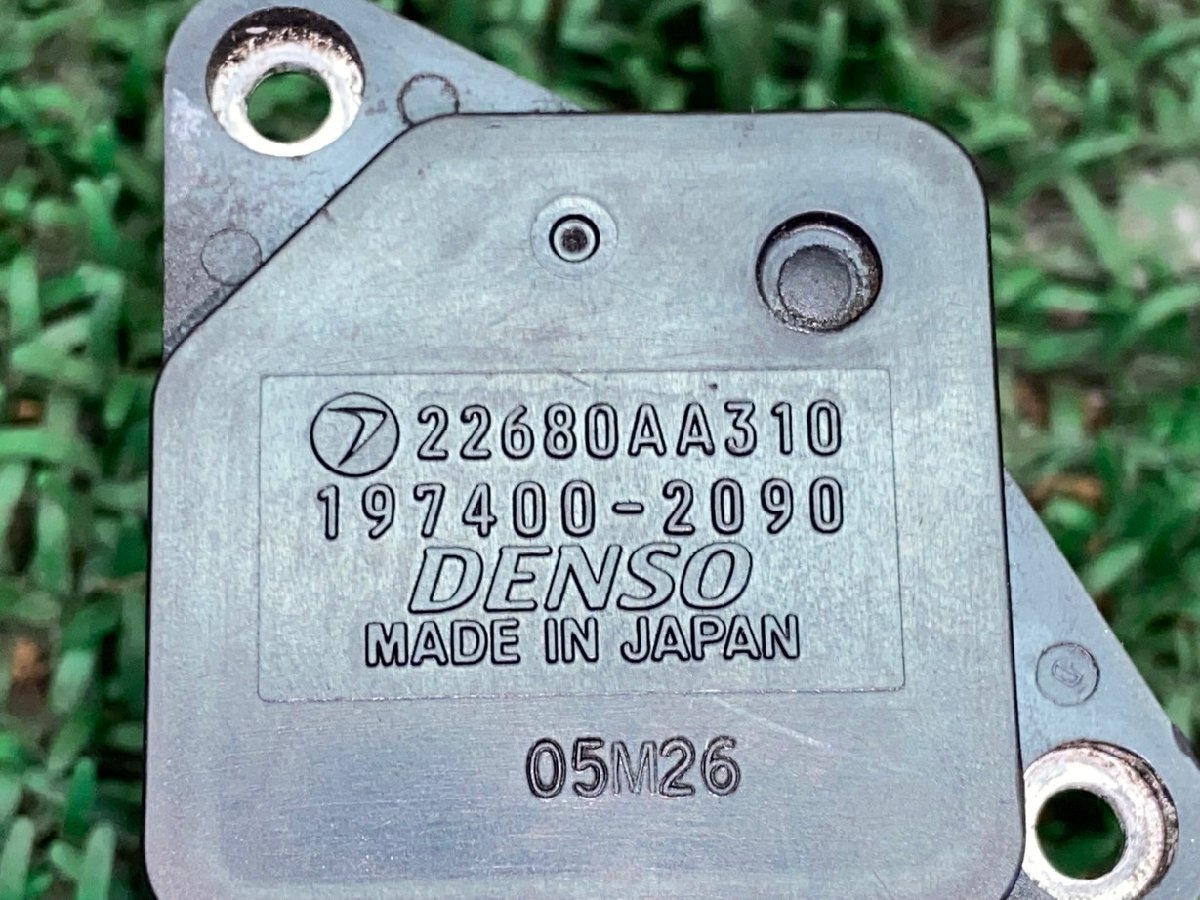 22680AA310
197400-2090
DENSO
MADE IN JAPAN
05M26